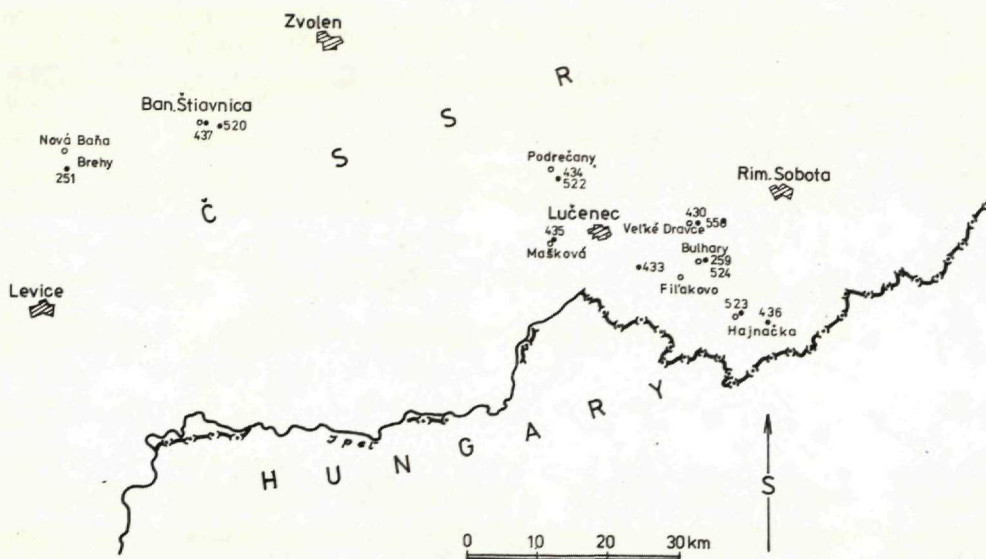 Zvolen
Č S S R
Ban. Štiavnica
437
520
Nová Baňa
Brehy
251
Podrečany
434
522
Rim. Sobota
Lučenec
435
Mašková
430
558
Veľké Dravce
Bulhary
259
524
433
Fiľakovo
Levice
523
436
Hajnačka
Ipeľ
HUNGARY
S
0 10 20 30 km